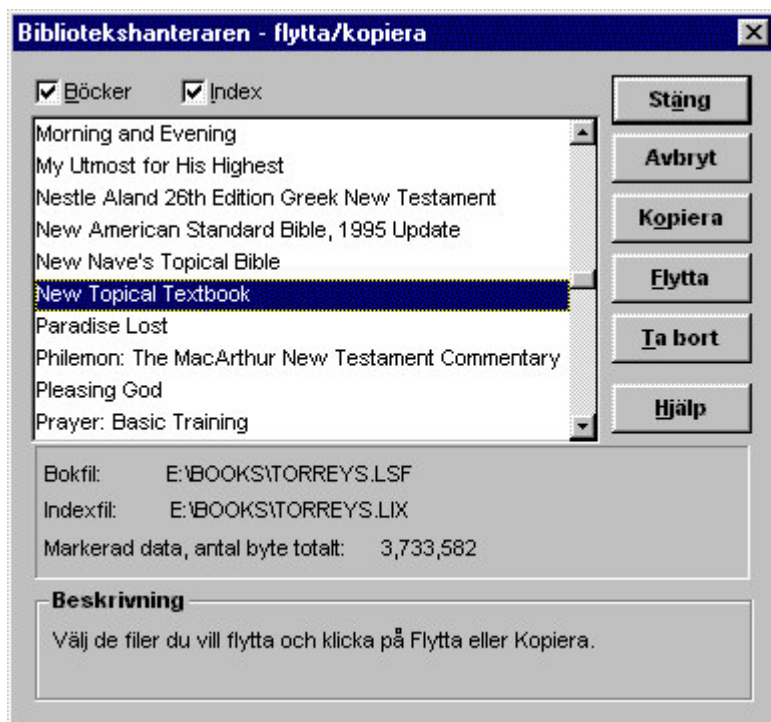 Bibliotekshanteraren - flytta/kopiera
Böcker Index
Morning and Evening
My Utmost for His Highest
Nestle Aland 26th Edition Greek New Testament
New American Standard Bible, 1995 Update
New Nave's Topical Bible
New Topical Textbook
Paradise Lost
Philemon: The MacArthur New Testament Commentary
Pleasing God
Prayer: Basic Training
Stäng
Avbryt
Kopiera
Flytta
Ta bort
Hjälp
Bokfil: E:\BOOKS\TORREYS.LSF
Indexfil: E:\BOOKS\TORREYS.LIX
Markerad data, antal byte totalt: 3,733,582
Beskrivning
Välj de filer du vill flytta och klicka på Flytta eller Kopiera.